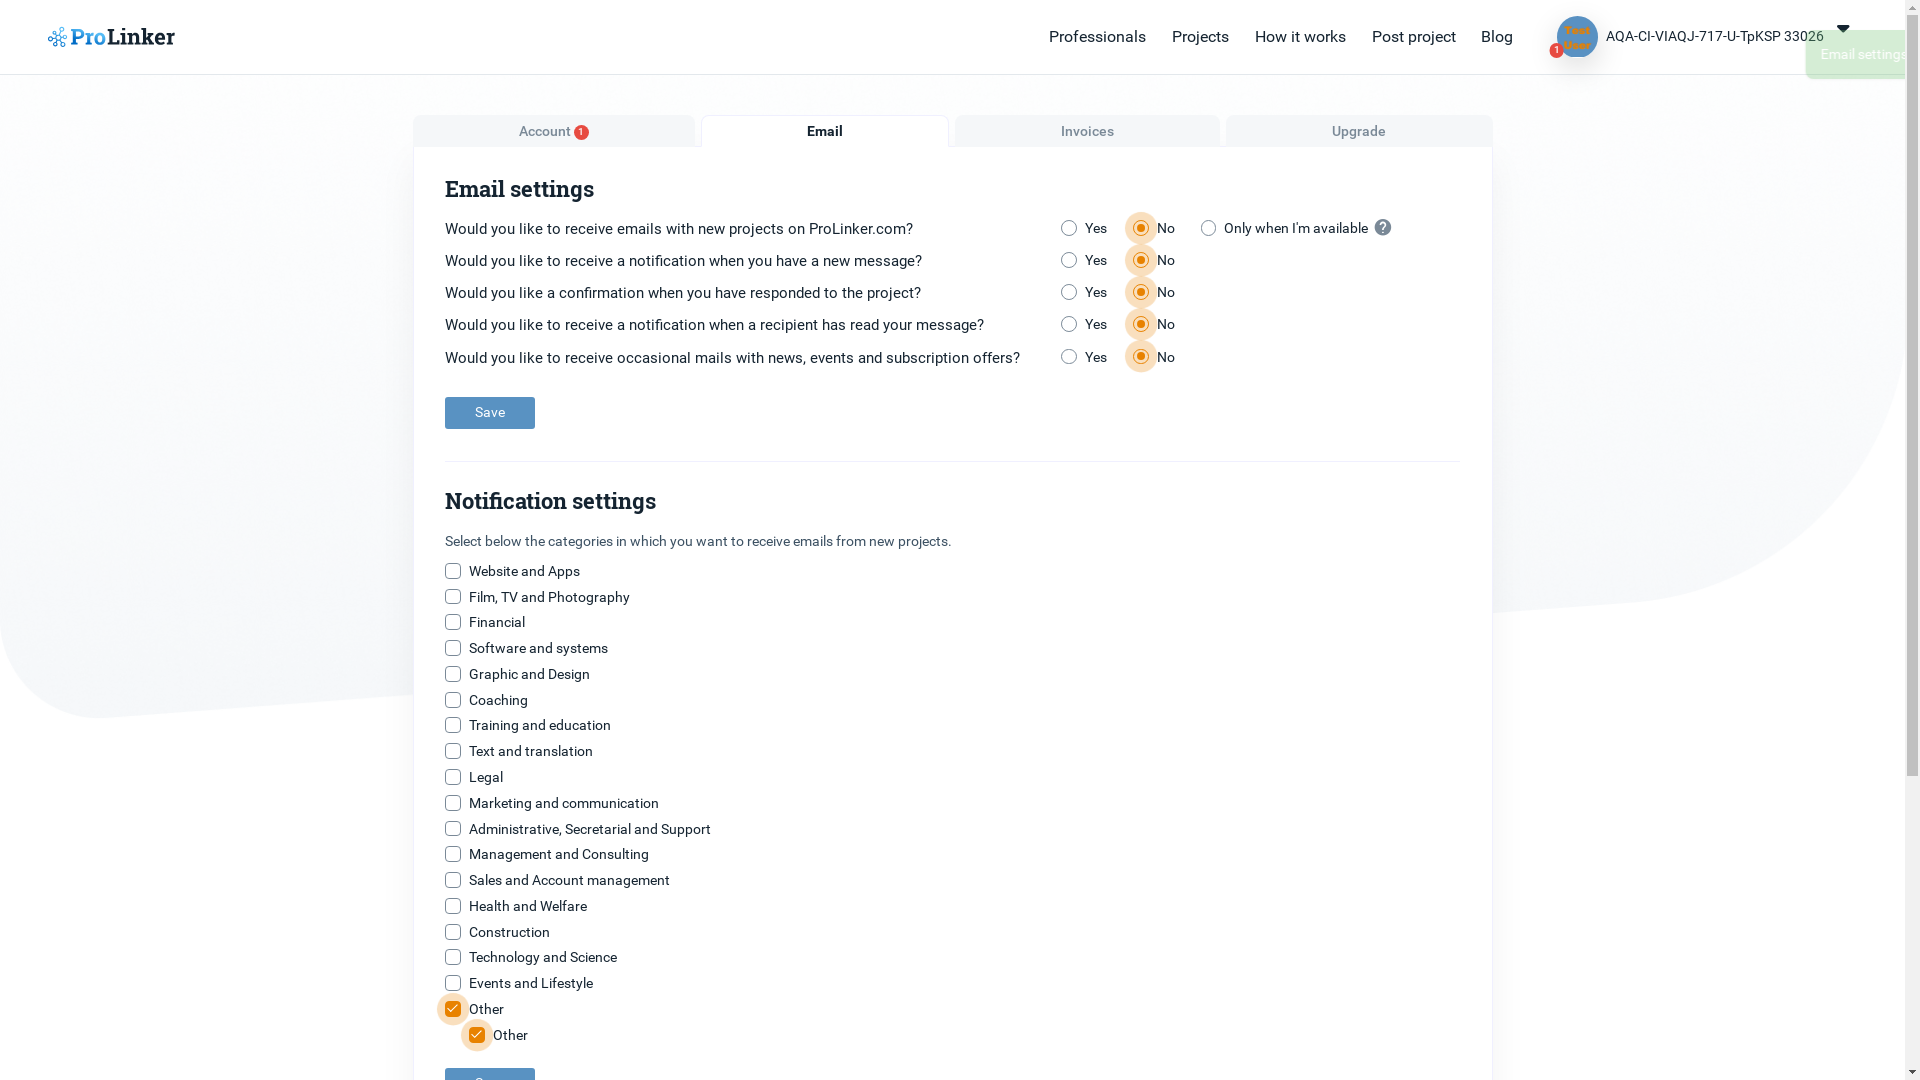 ProLinker
Professionals
Projects
How it works
Post project
Blog
Test
User
1
AQA-CI-VIAQJ-717-U-TpKSP 33026
Email settings
Account 1
Email
Invoices
Upgrade
Email settings
Would you like to receive emails with new projects on ProLinker.com? Yes No Only when I'm available ?
Would you like to receive a notification when you have a new message? Yes No
Would you like a confirmation when you have responded to the project? Yes No
Would you like to receive a notification when a recipient has read your message? Yes No
Would you like to receive occasional mails with news, events and subscription offers? Yes No
Save
Notification settings
Select below the categories in which you want to receive emails from new projects.
Website and Apps
Film, TV and Photography
Financial
Software and systems
Graphic and Design
Coaching
Training and education
Text and translation
Legal
Marketing and communication
Administrative, Secretarial and Support
Management and Consulting
Sales and Account management
Health and Welfare
Construction
Technology and Science
Events and Lifestyle
Other
Other